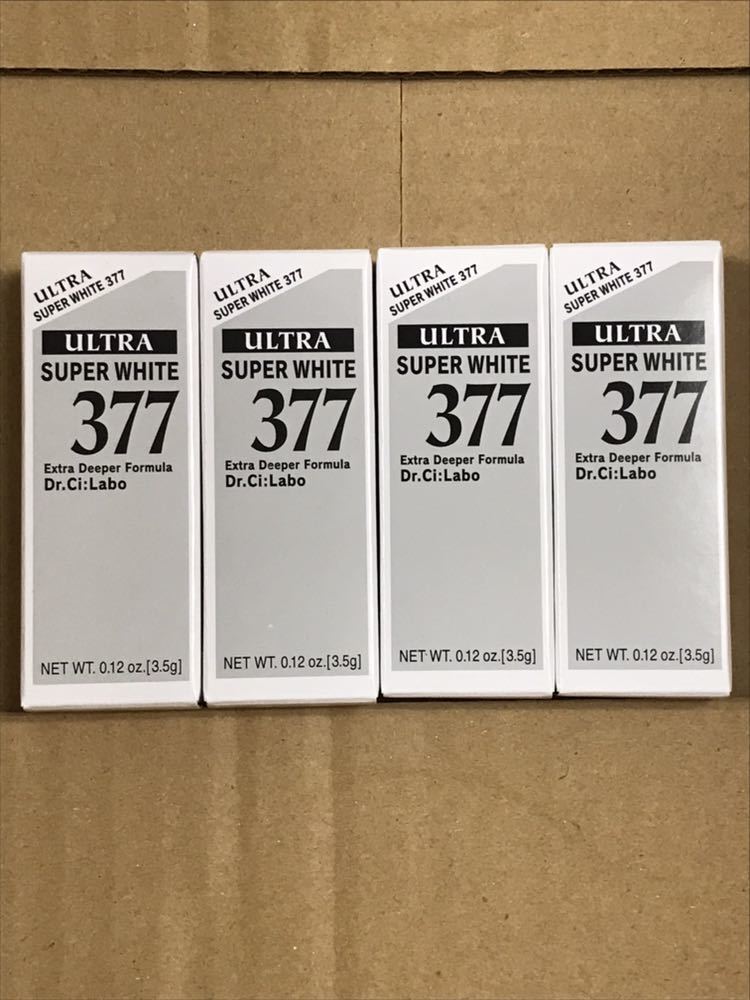 ULTRA
SUPER WHITE 377
ULTRA
SUPER WHITE
377
Extra Deeper Formula
Dr.Ci:Labo
NET WT. 0.12 oz.[3.5g]
ULTRA
SUPER WHITE 377
ULTRA
SUPER WHITE
377
Extra Deeper Formula
Dr.Ci:Labo
NET WT. 0.12 oz.[3.5g]
ULTRA
SUPER WHITE 377
ULTRA
SUPER WHITE
377
Extra Deeper Formula
Dr.Ci:Labo
NET WT. 0.12 oz.[3.5g]
ULTRA
SUPER WHITE 377
ULTRA
SUPER WHITE
377
Extra Deeper Formula
Dr.Ci:Labo
NET WT. 0.12 oz.[3.5g]